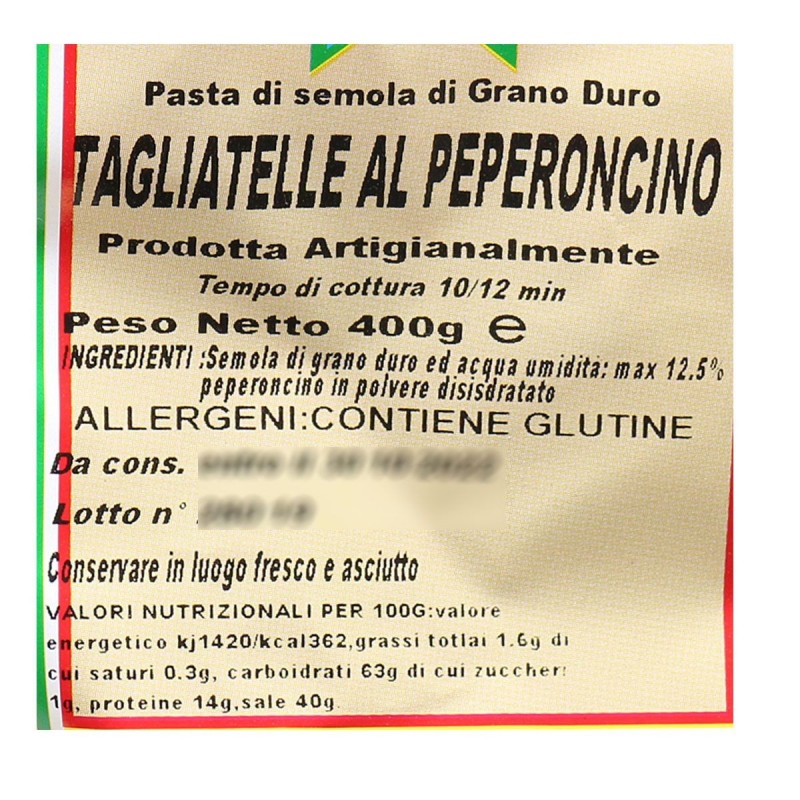 Pasta di semola di Grano Duro
TAGLIATELLE AL PEPERONCINO
Prodotta Artigianalmente
Tempo di cottura 10/12 min
Peso Netto 400g e
INGREDIENTI :Semola di grano duro ed acqua umidita: max 12.5%
peperoncino in polvere disisdratato
ALLERGENI:CONTIENE GLUTINE
Da cons.
Lotto n°
Conservare in luogo fresco e asciutto
VALORI NUTRIZIONALI PER 100G:valore
energetico kj1420/kcal362,grassi totlai 1.6g di
cui saturi 0.3g, carboidrati 63g di cui zuccheri
1g, proteine 14g,sale 40g.